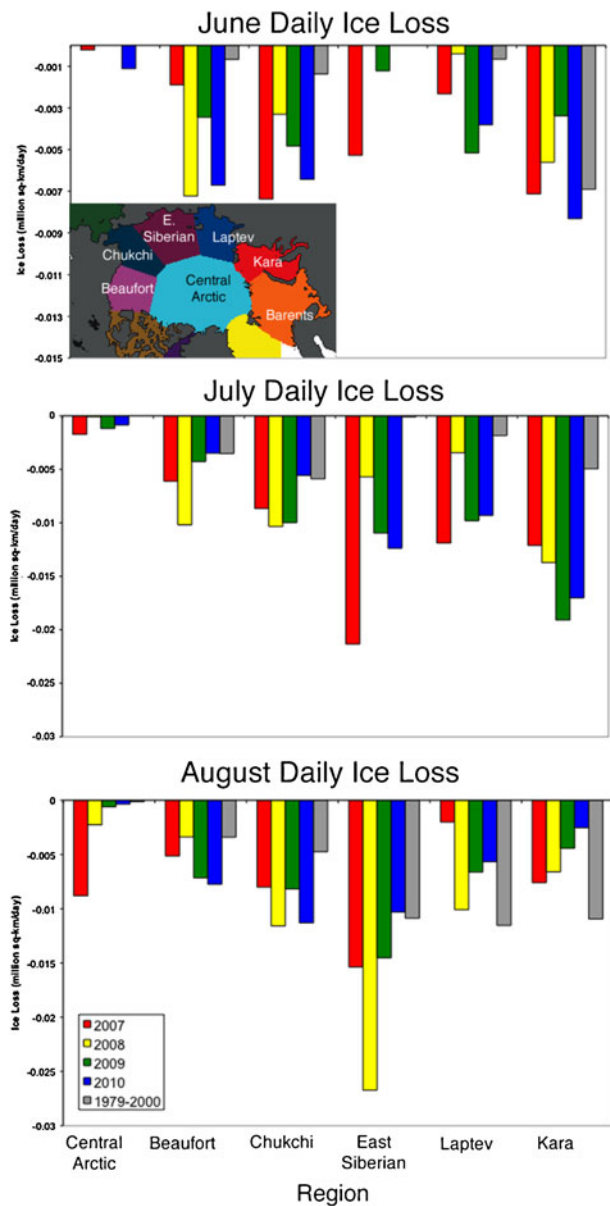 June Daily Ice Loss
Ice Loss (million sq-km/day)
-0.001
-0.003
-0.005
-0.007
-0.009
-0.011
-0.013
-0.015
E.
Siberian
Laptev
Chukchi
Kara
Beaufort
Central
Arctic
Barents
July Daily Ice Loss
Ice Loss (million sq-km/day)
0
-0.005
-0.01
-0.015
-0.02
-0.025
-0.03
August Daily Ice Loss
Ice Loss (million sq-km/day)
0
-0.005
-0.01
-0.015
-0.02
-0.025
-0.03
2007
2008
2009
2010
1979-2000
Central
Arctic
Beaufort
Chukchi
East
Siberian
Laptev
Kara
Region